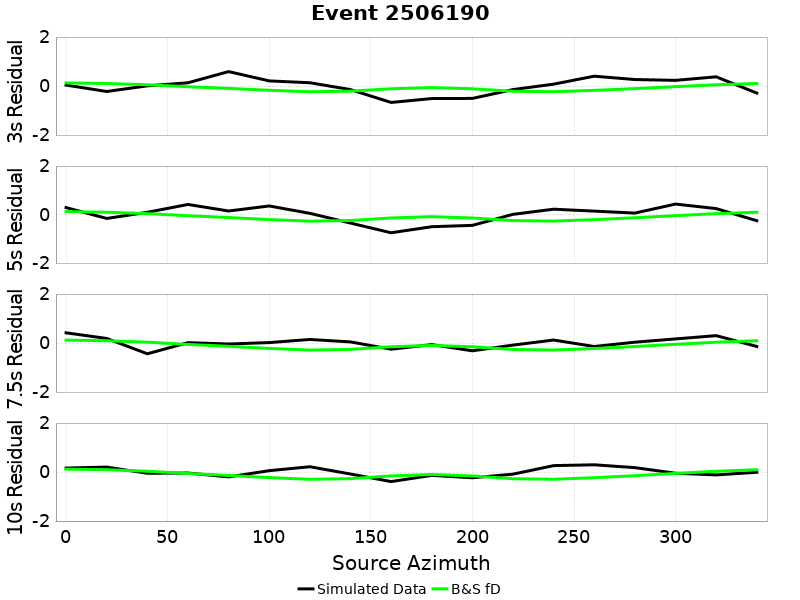 Event 2506190
3s Residual
2
0
-2
5s Residual
2
0
-2
7.5s Residual
2
0
-2
10s Residual
2
0
-2
0 50 100 150 200 250 300
Source Azimuth
Simulated Data B&S fD